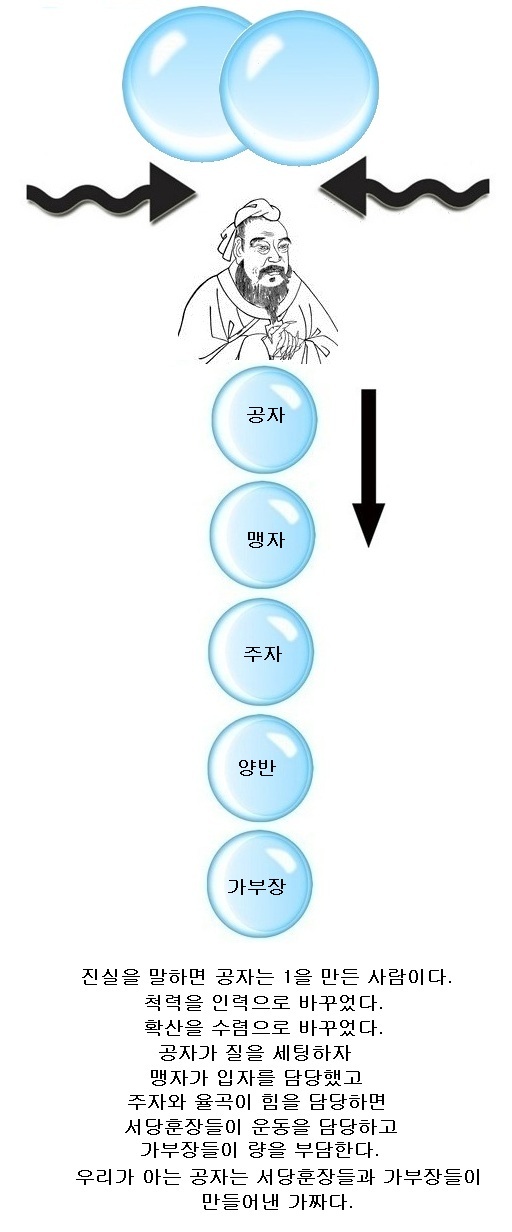 공자
맹자
주자
양반
가부장
진실을 말하면 공자는 1을 만든 사람이다.
척력을 인력으로 바꾸었다.
확산을 수렴으로 바꾸었다.
공자가 질을 세팅하자
맹자가 입자를 담당했고
주자와 율곡이 힘을 담당하면
서당훈장들이 운동을 담당하고
가부장들이 량을 부담한다.
우리가 아는 공자는 서당훈장들과 가부장들이
만들어낸 가짜다.